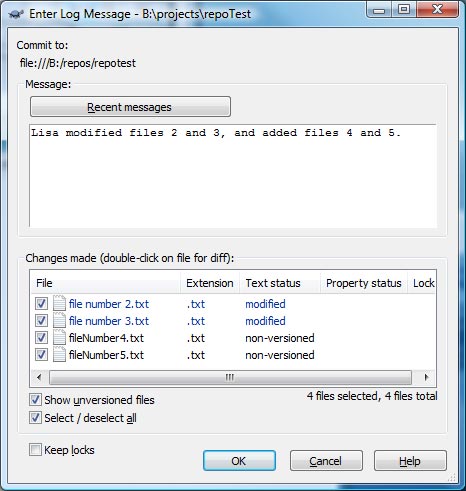 Enter Log Message - B:\projects\repoTest
Commit to:
file:///B:/repos/repotest
Message:
Recent messages
Lisa modified files 2 and 3, and added files 4 and 5.
Changes made (double-click on file for diff):
File Extension Text status Property status Lock
file number 2.txt .txt modified
file number 3.txt .txt modified
fileNumber4.txt .txt non-versioned
fileNumber5.txt .txt non-versioned
Show unversioned files
4 files selected, 4 files total
Select / deselect all
Keep locks
OK Cancel Help